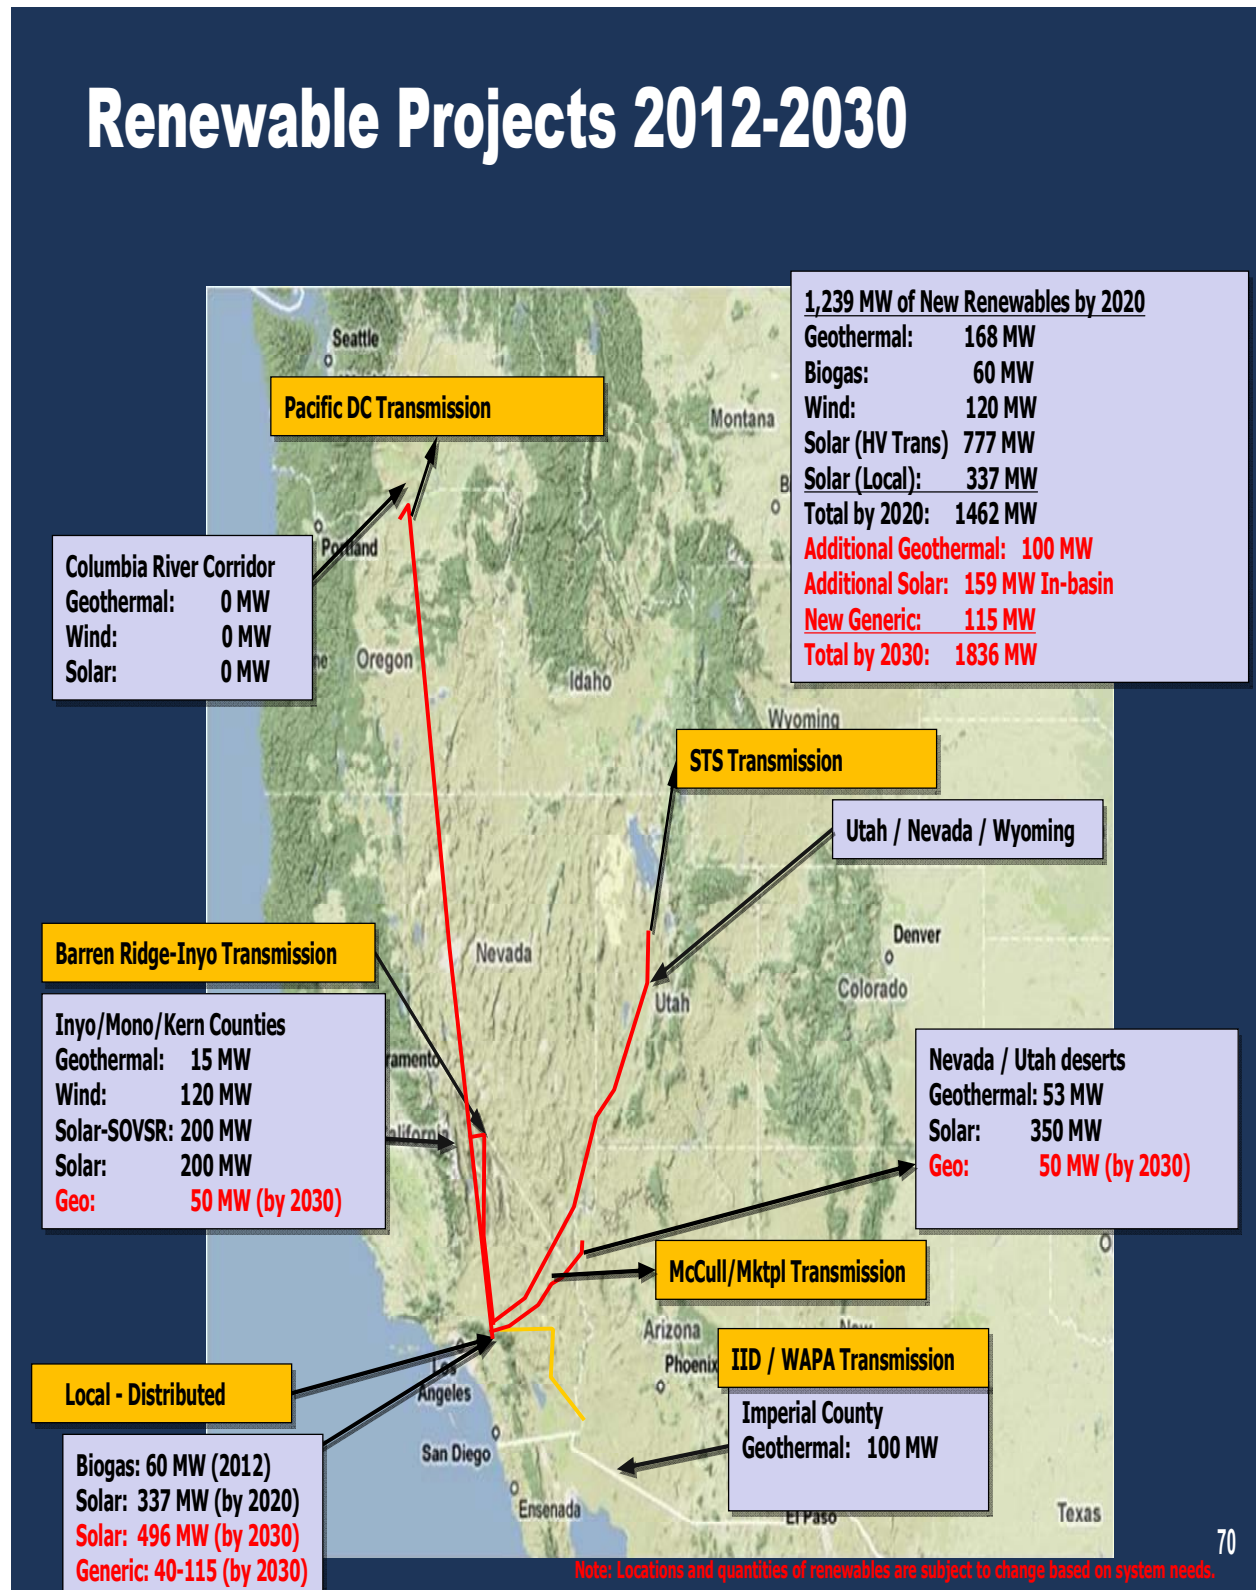 Renewable Projects 2012-2030
1,239 MW of New Renewables by 2020
Geothermal: 168 MW
Biogas: 60 MW
Wind: 120 MW
Solar (HV Trans) 777 MW
Solar (Local): 337 MW
Total by 2020: 1462 MW
Additional Geothermal: 100 MW
Additional Solar: 159 MW In-basin
New Generic: 115 MW
Total by 2030: 1836 MW
Seattle
Pacific DC Transmission
Montana
Portland
Columbia River Corridor
Geothermal: 0 MW
Wind: 0 MW
Solar: 0 MW
Oregon
Idaho
Wyoming
STS Transmission
Utah / Nevada / Wyoming
Barren Ridge-Inyo Transmission
Nevada
Denver
Colorado
Utah
Inyo/Mono/Kern Counties
Geothermal: 15 MW
Wind: 120 MW
Solar-SOVSR: 200 MW
Solar: 200 MW
Geo: 50 MW (by 2030)
ramento
alifornia
Nevada / Utah deserts
Geothermal: 53 MW
Solar: 350 MW
Geo: 50 MW (by 2030)
McCull/Mktpl Transmission
Arizona
Phoenix
New
IID / WAPA Transmission
Imperial County
Geothermal: 100 MW
Local - Distributed
Los
Angeles
San Diego
Ensenada
El Paso
Texas
Biogas: 60 MW (2012)
Solar: 337 MW (by 2020)
Solar: 496 MW (by 2030)
Generic: 40-115 (by 2030)
70
Note: Locations and quantities of renewables are subject to change based on system needs.